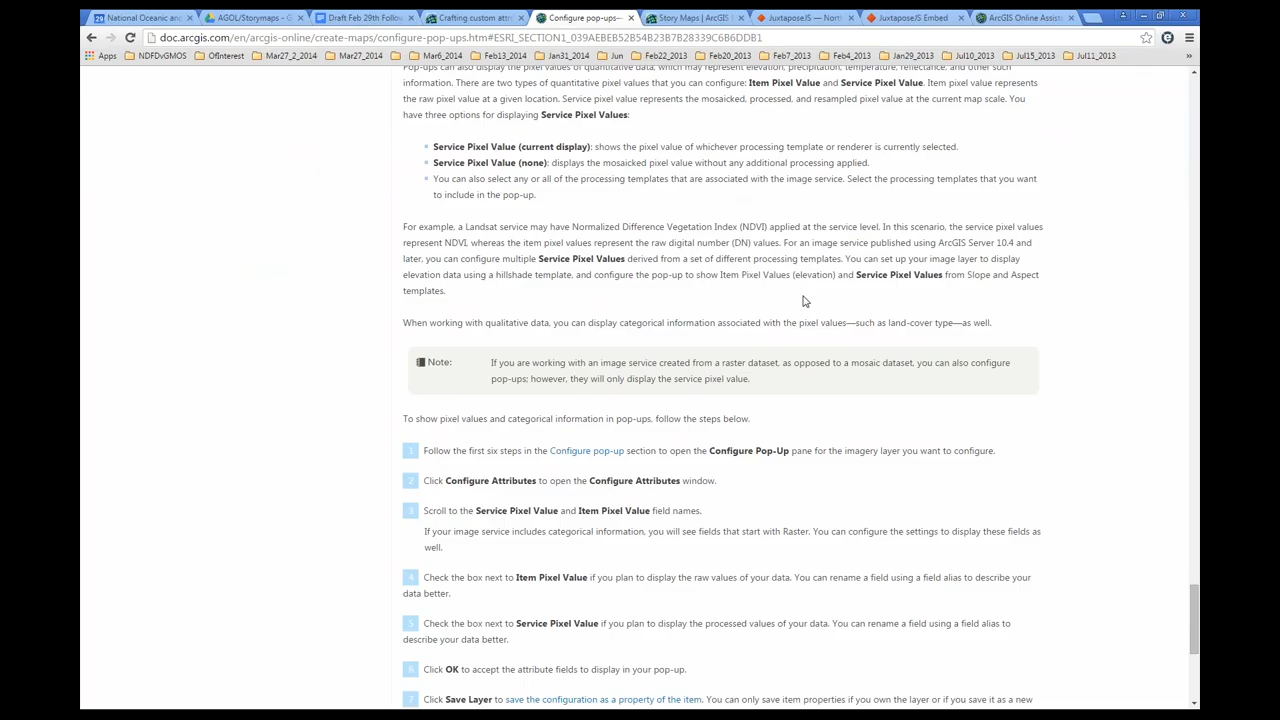 National Oceanic and
AGOL/Storymaps - G
Draft Feb 29th Follow
Crafting custom attri
Configure pop-ups—
Story Maps | ArcGIS
JuxtaposeJS — North
JuxtaposeJS Embed
ArcGIS Online Assist
doc.arcgis.com/en/arcgis-online/create-maps/configure-pop-ups.htm#ESRI_SECTION1_039AEBEB52B54B23B7B28339C6B6DDB1
Apps NDFDvGMOS OfInterest Mar27_2_2014 Mar6_2014 Feb13_2014 Jan31_2014 Jun Feb22_2013 Feb20_2013 Feb7_2013 Feb4_2013 Jan29_2013 Jul10_2013 Jul15_2013 Jul11_2013 »
Pop-ups can also display the pixel values of quantitative data, which may represent elevation, precipitation, temperature, reflectance, and other such
information. There are two types of quantitative pixel values that you can configure: Item Pixel Value and Service Pixel Value. Item pixel value represents
the raw pixel value at a given location. Service pixel value represents the mosaicked, processed, and resampled pixel value at the current map scale. You
have three options for displaying Service Pixel Values:
Service Pixel Value (current display): shows the pixel value of whichever processing template or renderer is currently selected.
Service Pixel Value (none): displays the mosaicked pixel value without any additional processing applied.
You can also select any or all of the processing templates that are associated with the image service. Select the processing templates that you want
to include in the pop-up.
For example, a Landsat service may have Normalized Difference Vegetation Index (NDVI) applied at the service level. In this scenario, the service pixel values
represent NDVI, whereas the item pixel values represent the raw digital number (DN) values. For an image service published using ArcGIS Server 10.4 and
later, you can configure multiple Service Pixel Values derived from a set of different processing templates. You can set up your image layer to display
elevation data using a hillshade template, and configure the pop-up to show Item Pixel Values (elevation) and Service Pixel Values from Slope and Aspect
templates.
When working with qualitative data, you can display categorical information associated with the pixel values—such as land-cover type—as well.
Note: If you are working with an image service created from a raster dataset, as opposed to a mosaic dataset, you can also configure
pop-ups; however, they will only display the service pixel value.
To show pixel values and categorical information in pop-ups, follow the steps below.
1 Follow the first six steps in the Configure pop-up section to open the Configure Pop-Up pane for the imagery layer you want to configure.
2 Click Configure Attributes to open the Configure Attributes window.
3 Scroll to the Service Pixel Value and Item Pixel Value field names.
If your image service includes categorical information, you will see fields that start with Raster. You can configure the settings to display these fields as
well.
4 Check the box next to Item Pixel Value if you plan to display the raw values of your data. You can rename a field using a field alias to describe your
data better.
5 Check the box next to Service Pixel Value if you plan to display the processed values of your data. You can rename a field using a field alias to
describe your data better.
6 Click OK to accept the attribute fields to display in your pop-up.
7 Click Save Layer to save the configuration as a property of the item. You can only save item properties if you own the layer or if you save it as a new